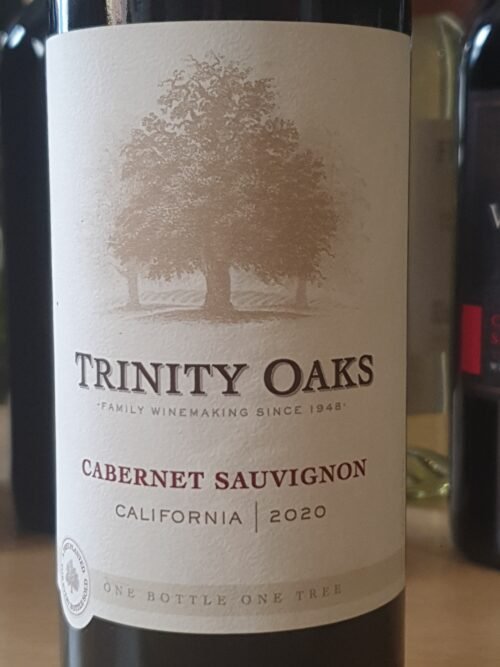 TRINITY OAKS
·FAMILY WINEMAKING SINCE 1948·
CABERNET SAUVIGNON
CALIFORNIA | 2020
ONE BOTTLE ONE TREE